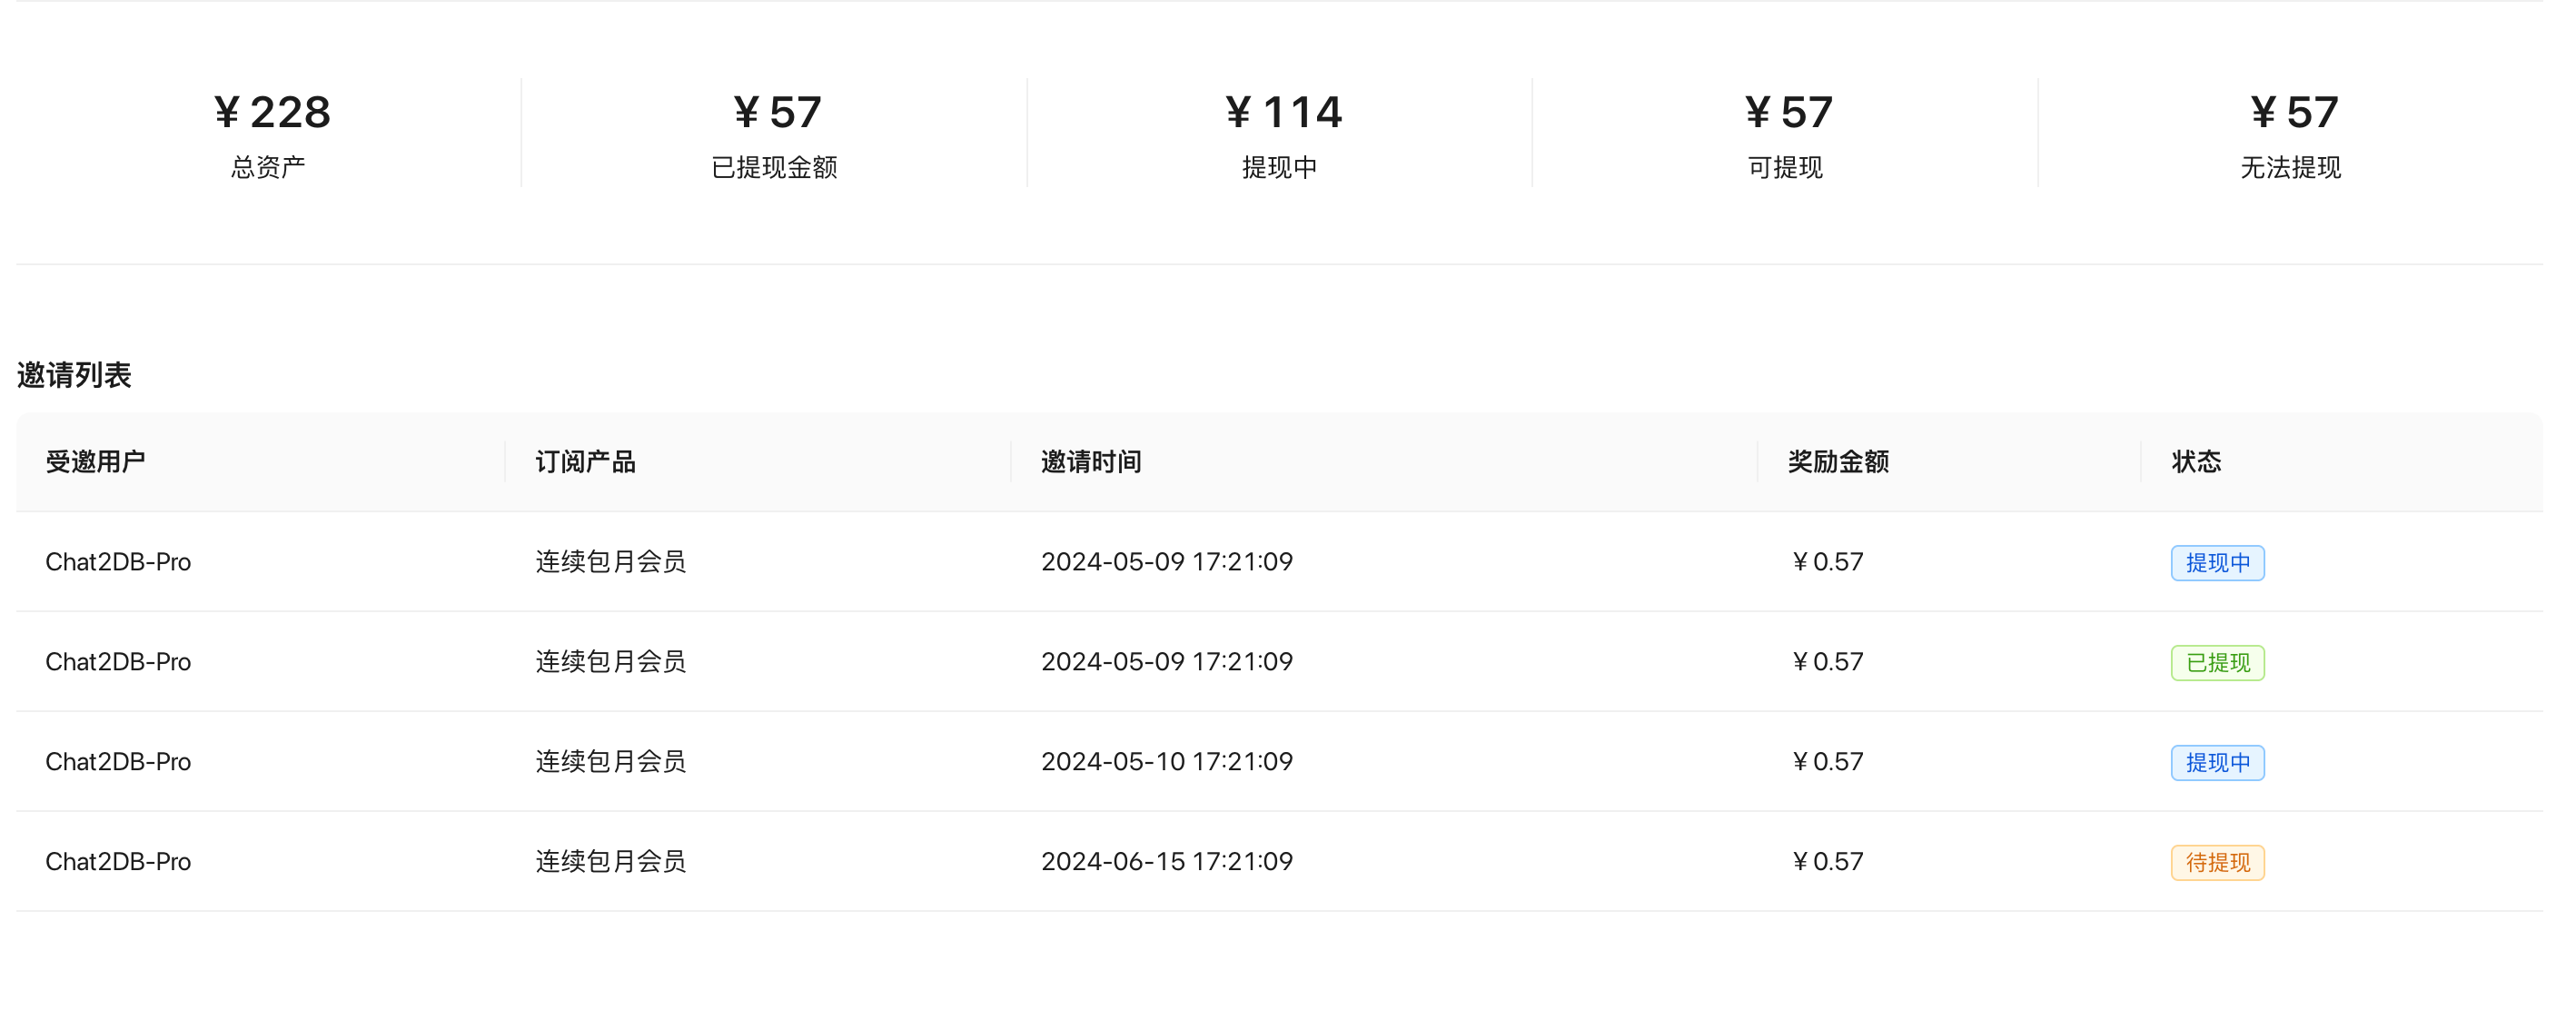 ¥ 228 ¥ 57 ¥ 114 ¥ 57 ¥ 57
总资产 已提现金额 提现中 可提现 无法提现
邀请列表
受邀用户 订阅产品 邀请时间 奖励金额 状态
Chat2DB-Pro 连续包月会员 2024-05-09 17:21:09 ¥ 0.57 提现中
Chat2DB-Pro 连续包月会员 2024-05-09 17:21:09 ¥ 0.57 已提现
Chat2DB-Pro 连续包月会员 2024-05-10 17:21:09 ¥ 0.57 提现中
Chat2DB-Pro 连续包月会员 2024-06-15 17:21:09 ¥ 0.57 待提现